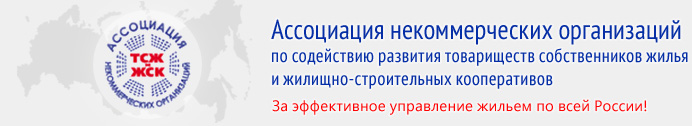 АССОЦИАЦИЯ
ТСЖ
ЖСК
НЕКОММЕРЧЕСКИХ ОРГАНИЗАЦИЙ
Ассоциация некоммерческих организаций
по содействию развития товариществ собственников жилья
и жилищно-строительных кооперативов
За эффективное управление жильем по всей России!